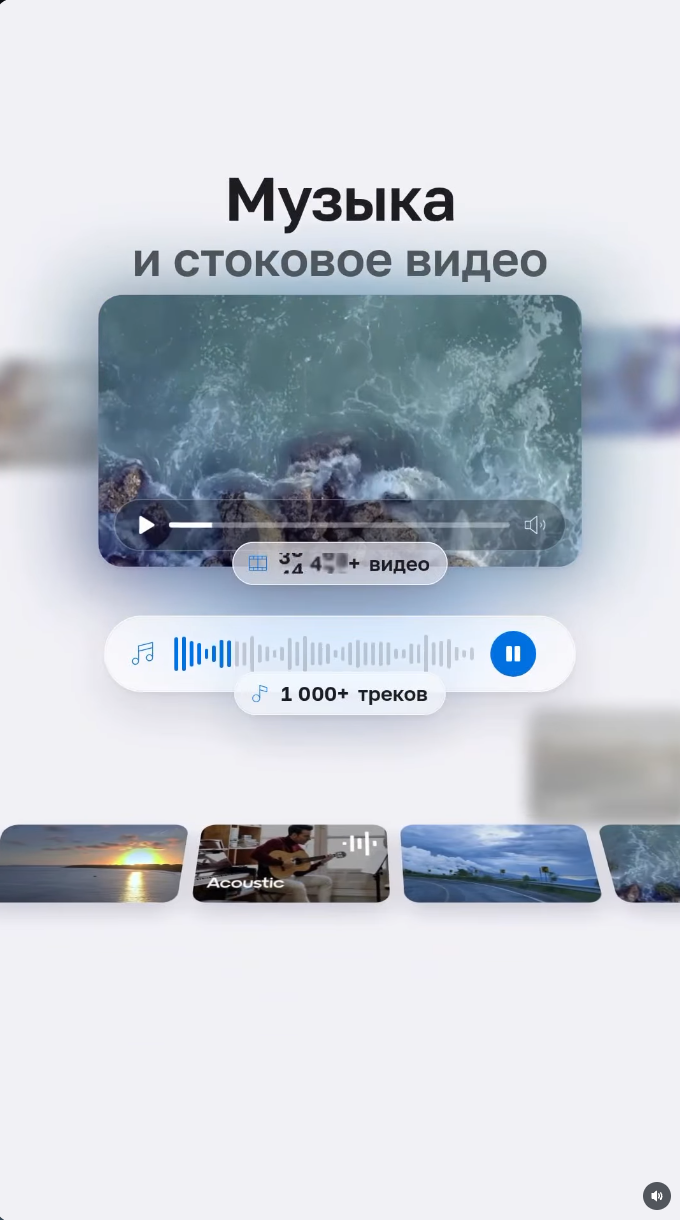 Музыка
и стоковое видео
+ видео
1 000+ треков
Acoustic